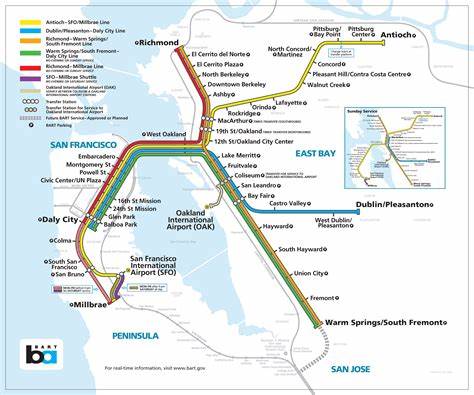 Antioch–SFO/Millbrae Line
Dublin/Pleasanton–Daly City Line
Richmond–Warm Springs/
South Fremont Line
Warm Springs/South Fremont–
Daly City Line
Richmond–Millbrae Line
SFO–Millbrae Shuttle
Oakland International Airport (OAK)
Transfer Station
Transfer Station for Service to
Oakland International Airport
Future BART Service–Approved or Planned
BART Parking
Richmond
El Cerrito del Norte
El Cerrito Plaza
North Berkeley
Downtown Berkeley
Ashby
Pittsburg/
Bay Point
Pittsburg
Center
Antioch
North Concord/
Martinez
Concord
Pleasant Hill/Contra Costa Centre
Walnut Creek
Lafayette
Orinda
Rockridge
MacArthur
19th St/Oakland
12th St/Oakland City Center
West Oakland
SAN FRANCISCO
Embarcadero
Montgomery St
Powell St
Civic Center/UN Plaza
16th St Mission
24th St Mission
Glen Park
Balboa Park
Daly City
Colma
South San
Francisco
San Bruno
San Francisco
International
Airport (SFO)
Millbrae
EAST BAY
Sunday Service
Lake Merritt
Fruitvale
Coliseum
San Leandro
Bay Fair
Castro Valley
Dublin/Pleasanton
West Dublin/
Pleasanton
Oakland
International
Airport (OAK)
Hayward
South Hayward
Union City
Fremont
Warm Springs/South Fremont
PENINSULA
SAN JOSE
BART
ba
For real-time information, visit www.bart.gov